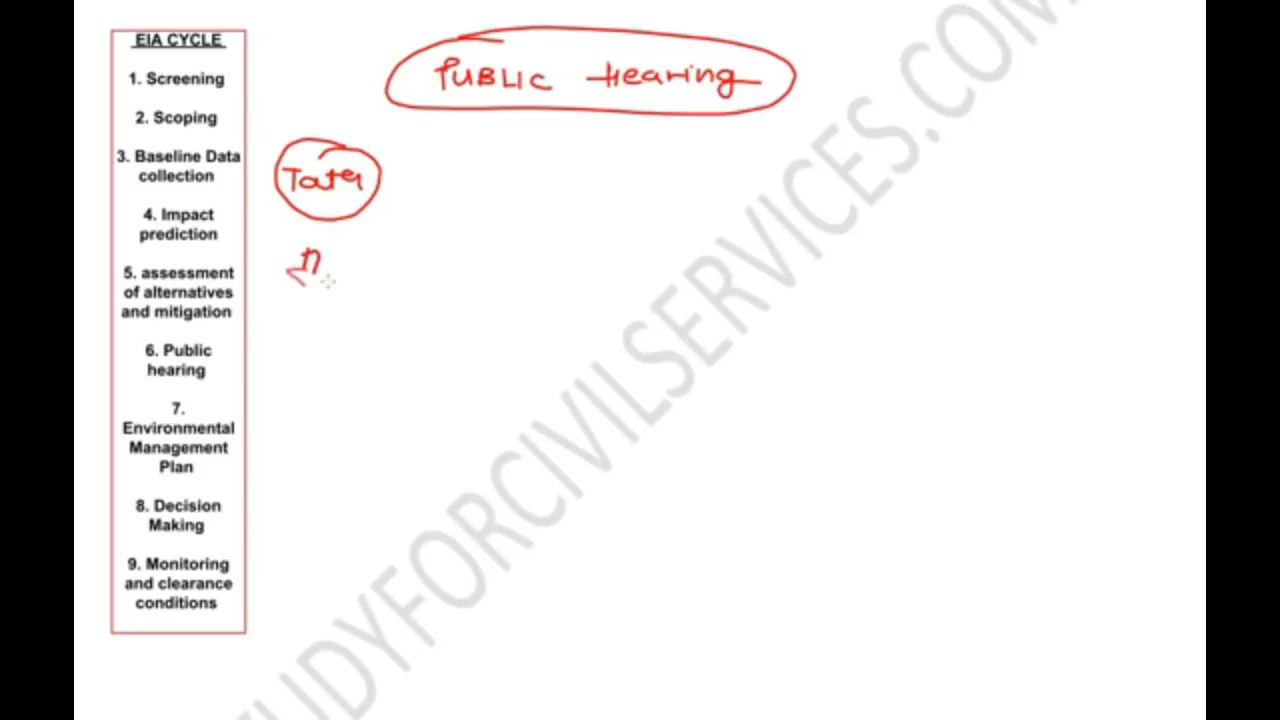 EIA CYCLE
1. Screening
2. Scoping
3. Baseline Data
collection
4. Impact
prediction
5. assessment
of alternatives
and mitigation
6. Public
hearing
7.
Environmental
Management
Plan
8. Decision
Making
9. Monitoring
and clearance
conditions
PUBLIC Hearing
STUDYFORCIVILSERVICES.COM